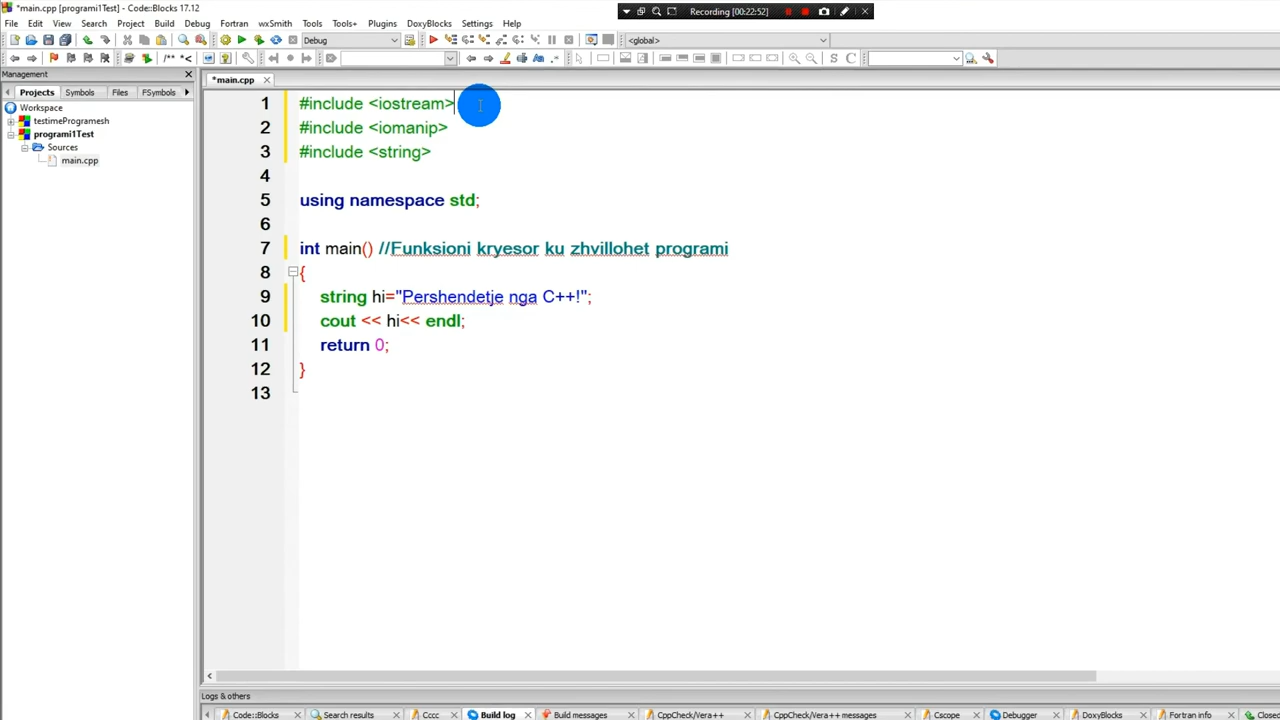 *main.cpp [programi1Test] - Code::Blocks 17.12
Recording [00:22:52]
File Edit View Search Project Build Debug Fortran wxSmith Tools Tools+ Plugins DoxyBlocks Settings Help
Debug
<global>
/** *<
Management
Projects Symbols Files FSymbols
*main.cpp
Workspace
testimeProgramesh
programi1Test
Sources
main.cpp
1 #include <iostream>
2 #include <iomanip>
3 #include <string>
4
5 using namespace std;
6
7 int main() //Funksioni kryesor ku zhvillohet programi
8 {
9 string hi="Pershendetje nga C++!";
10 cout << hi<< endl;
11 return 0;
12 }
13
Logs & others
Code::Blocks Search results Cccc Build log Build messages CppCheck/Vera++ CppCheck/Vera++ messages Cscope Debugger DoxyBlocks Fortran info Close